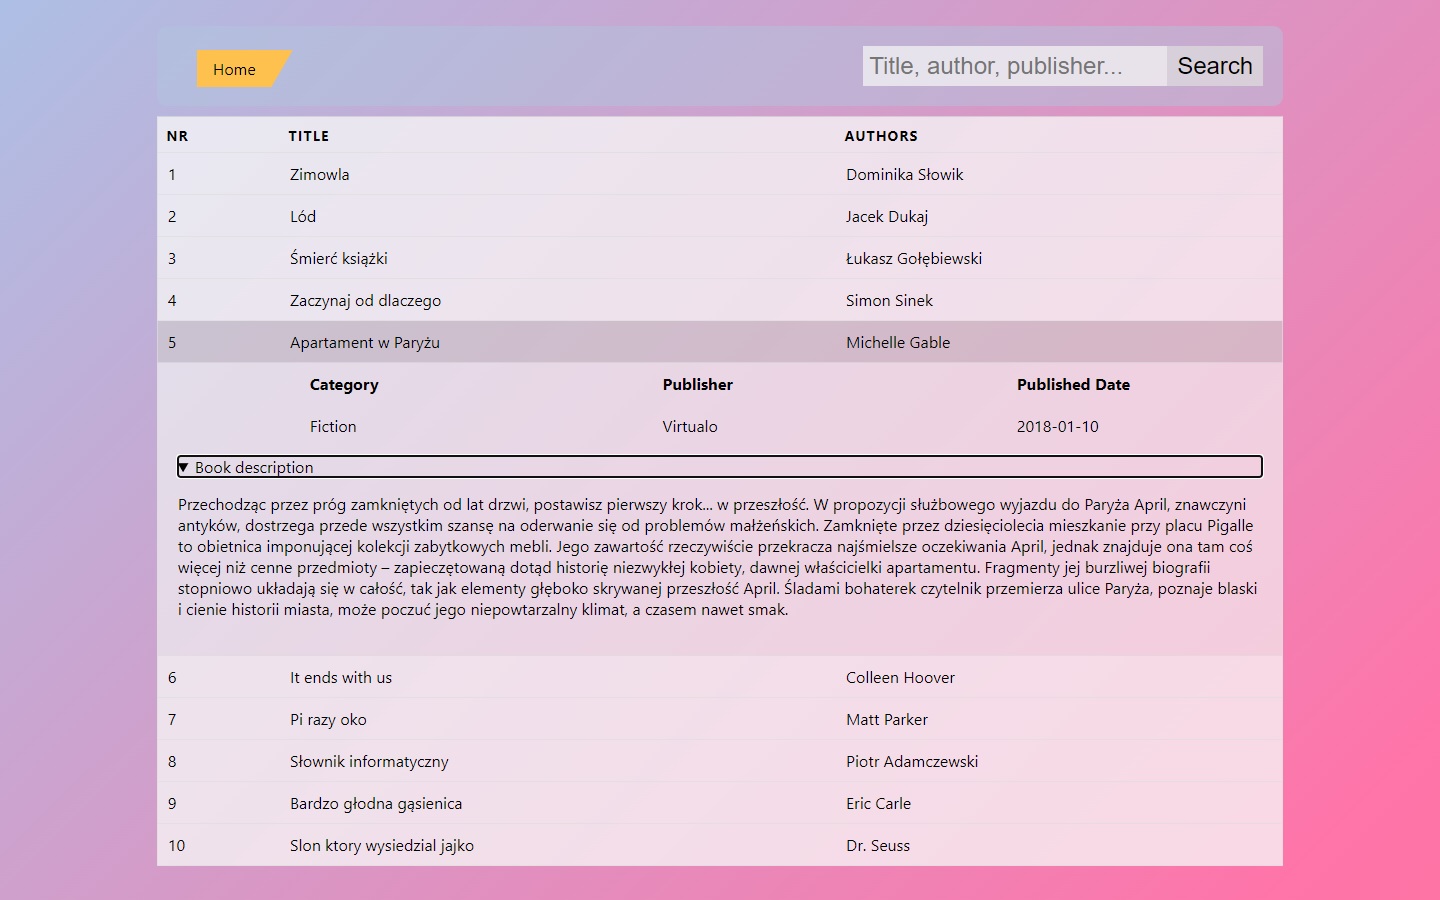 Home
Title, author, publisher...
Search
NR TITLE AUTHORS
1 Zimowla Dominika Słowik
2 Lód Jacek Dukaj
3 Śmierć książki Łukasz Gołębiewski
4 Zaczynaj od dlaczego Simon Sinek
5 Apartament w Paryżu Michelle Gable
Category Publisher Published Date
Fiction Virtualo 2018-01-10
Book description
Przechodząc przez próg zamkniętych od lat drzwi, postawisz pierwszy krok... w przeszłość. W propozycji służbowego wyjazdu do Paryża April, znawczyni
antyków, dostrzega przede wszystkim szansę na oderwanie się od problemów małżeńskich. Zamknięte przez dziesięciolecia mieszkanie przy placu Pigalle
to obietnica imponującej kolekcji zabytkowych mebli. Jego zawartość rzeczywiście przekracza najśmielsze oczekiwania April, jednak znajduje ona tam coś
więcej niż cenne przedmioty – zapieczętowaną dotąd historię niezwykłej kobiety, dawnej właścicielki apartamentu. Fragmenty jej burzliwej biografii
stopniowo układają się w całość, tak jak elementy głęboko skrywanej przeszłość April. Śladami bohaterek czytelnik przemierza ulice Paryża, poznaje blaski
i cienie historii miasta, może poczuć jego niepowtarzalny klimat, a czasem nawet smak.
6 It ends with us Colleen Hoover
7 Pi razy oko Matt Parker
8 Słownik informatyczny Piotr Adamczewski
9 Bardzo głodna gąsienica Eric Carle
10 Slon ktory wysiedzial jajko Dr. Seuss